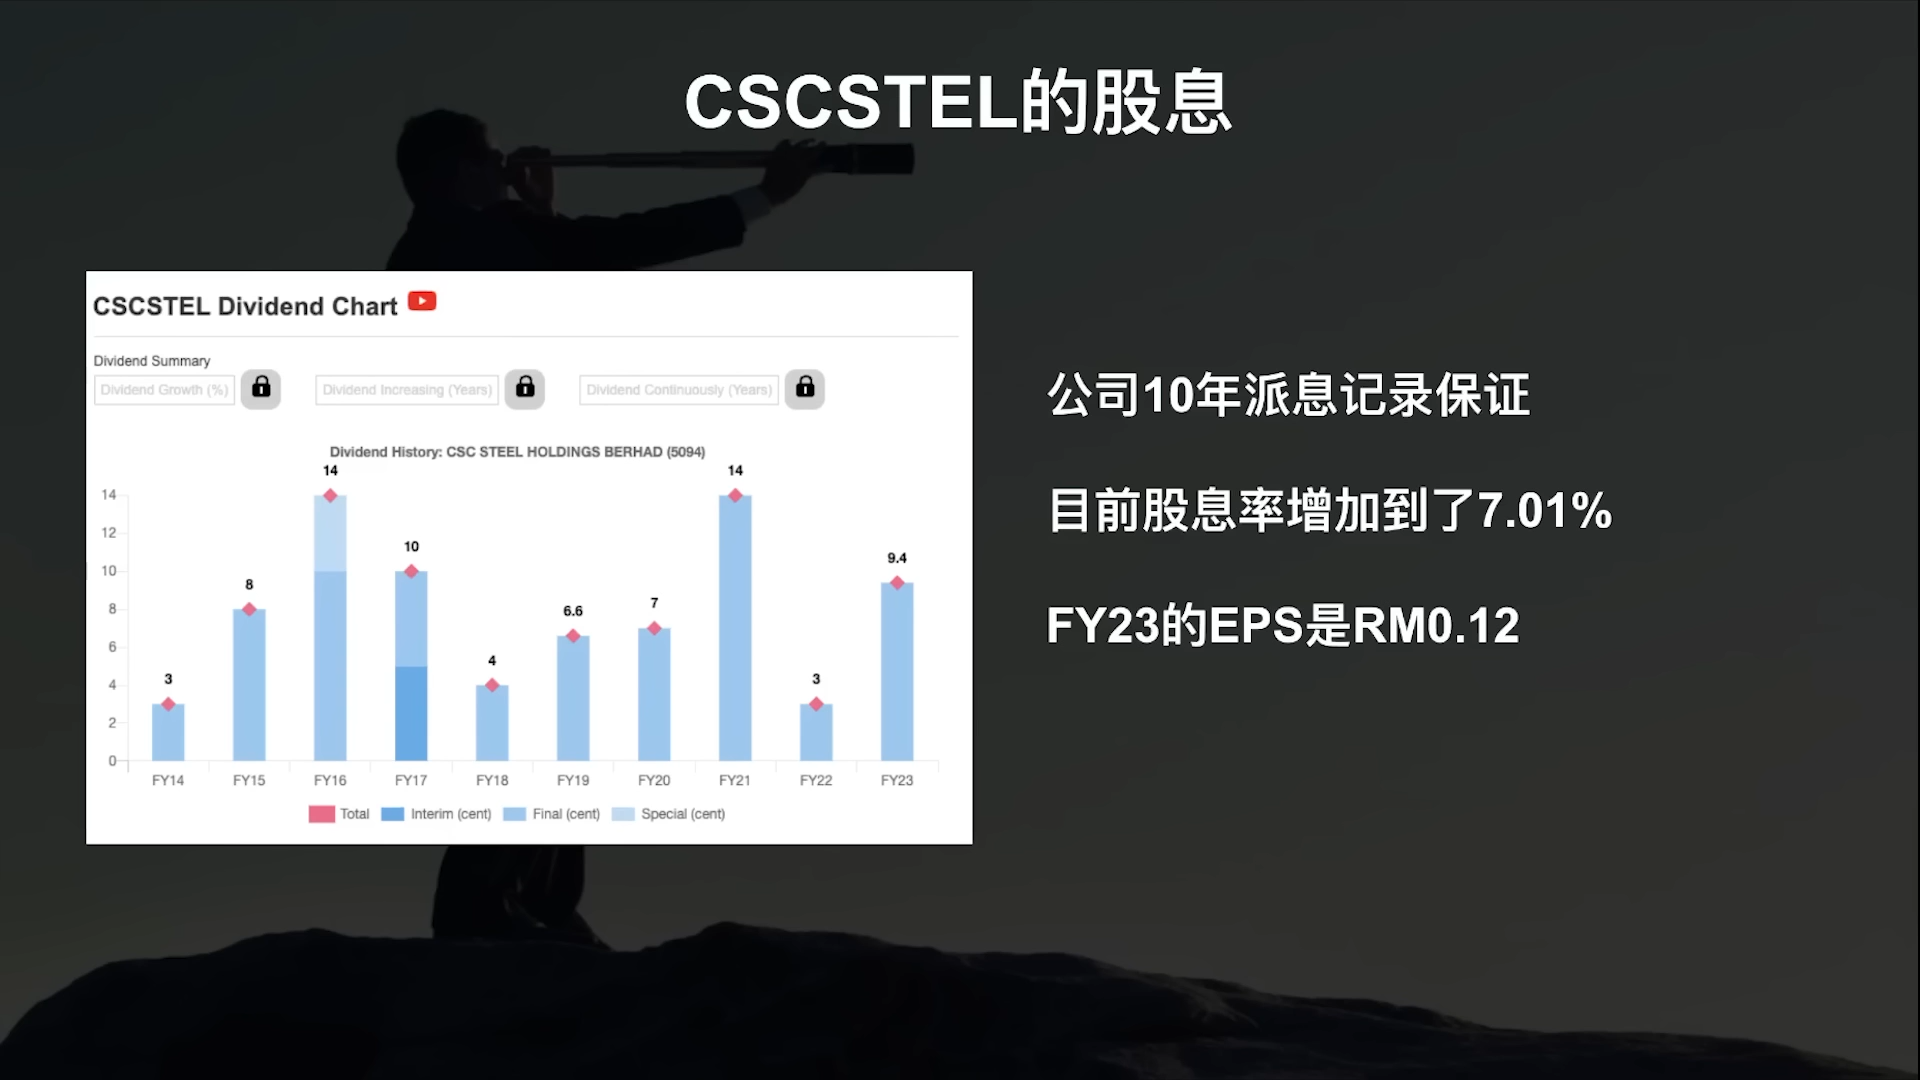 CSCSTEL的股息
CSCSTEL Dividend Chart
Dividend Summary
Dividend Growth (%)
Dividend Increasing (Years)
Dividend Continuously (Years)
Dividend History: CSC STEEL HOLDINGS BERHAD (5094)
14
12
10
8
6
4
2
0
3
8
14
10
4
6.6
7
14
3
9.4
FY14 FY15 FY16 FY17 FY18 FY19 FY20 FY21 FY22 FY23
Total Interim (cent) Final (cent) Special (cent)
公司10年派息记录保证
目前股息率增加到了7.01%
FY23的EPS是RM0.12